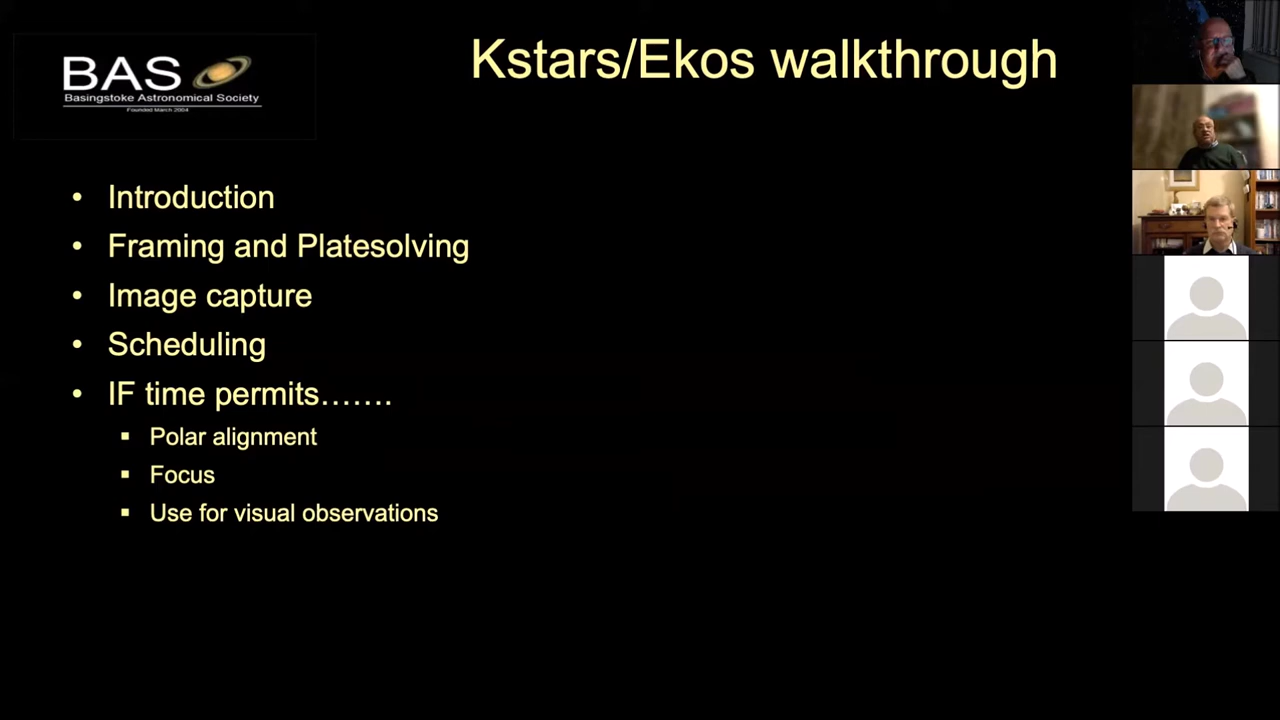 BAS
Basingstoke Astronomical Society
Founded March 2004
Kstars/Ekos walkthrough
• Introduction
• Framing and Platesolving
• Image capture
• Scheduling
• IF time permits…….
▪ Polar alignment
▪ Focus
▪ Use for visual observations